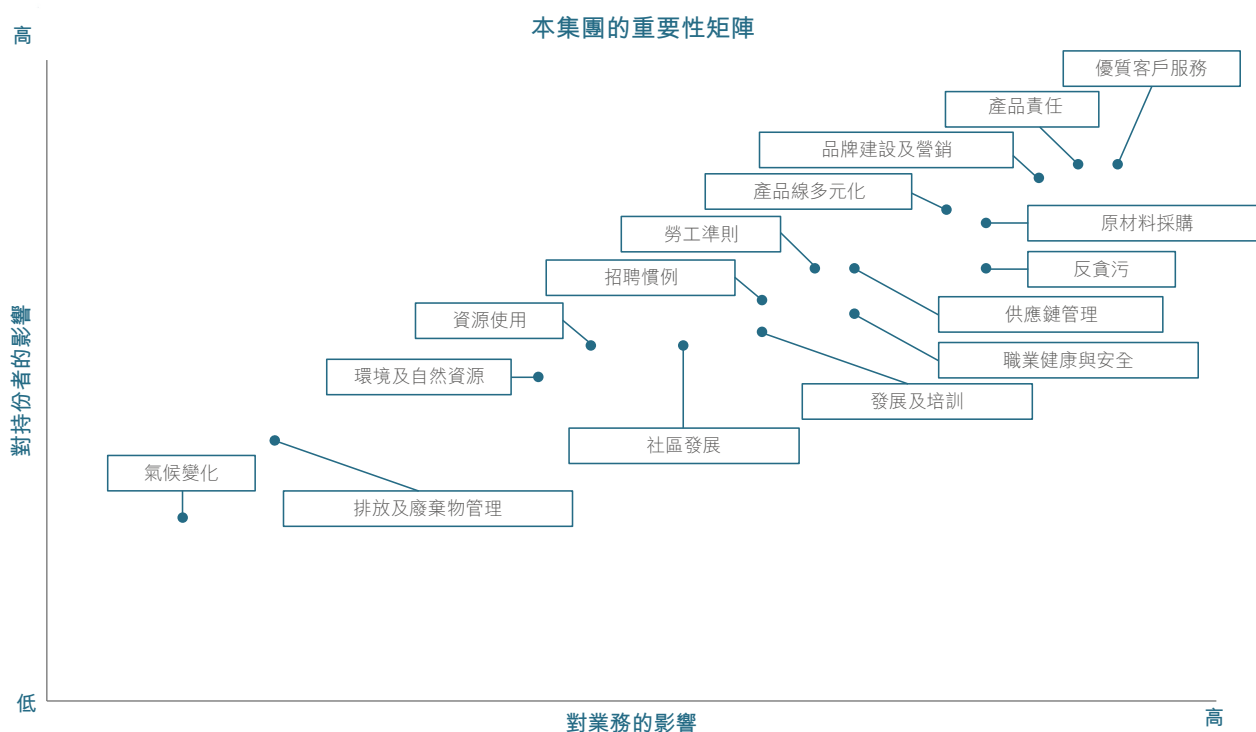 本集團的重要性矩陣
高
優質客戶服務
產品責任
品牌建設及營銷
產品線多元化
原材料採購
勞工準則
反貪污
招聘慣例
供應鏈管理
資源使用
職業健康與安全
環境及自然資源
發展及培訓
對持份者的影響
社區發展
氣候變化
排放及廢棄物管理
低
對業務的影響
高